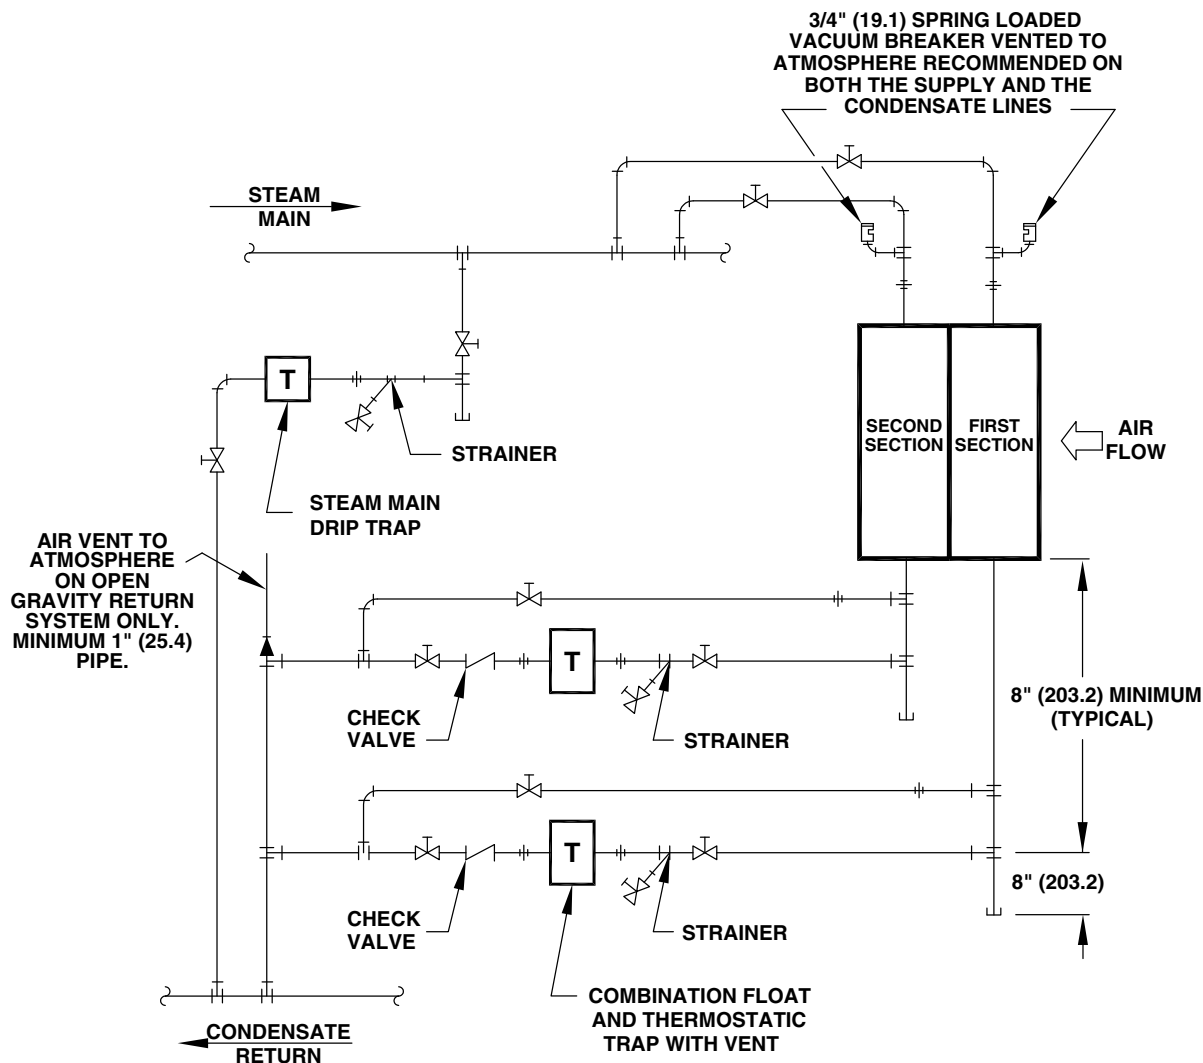 3/4" (19.1) SPRING LOADED
VACUUM BREAKER VENTED TO
ATMOSPHERE RECOMMENDED ON
BOTH THE SUPPLY AND THE
CONDENSATE LINES
STEAM
MAIN
T
STRAINER
STEAM MAIN
DRIP TRAP
SECOND
SECTION
FIRST
SECTION
AIR
FLOW
AIR VENT TO
ATMOSPHERE
ON OPEN
GRAVITY RETURN
SYSTEM ONLY.
MINIMUM 1" (25.4)
PIPE.
T
CHECK
VALVE
STRAINER
8" (203.2) MINIMUM
(TYPICAL)
T
CHECK
VALVE
STRAINER
8" (203.2)
COMBINATION FLOAT
AND THERMOSTATIC
TRAP WITH VENT
CONDENSATE
RETURN